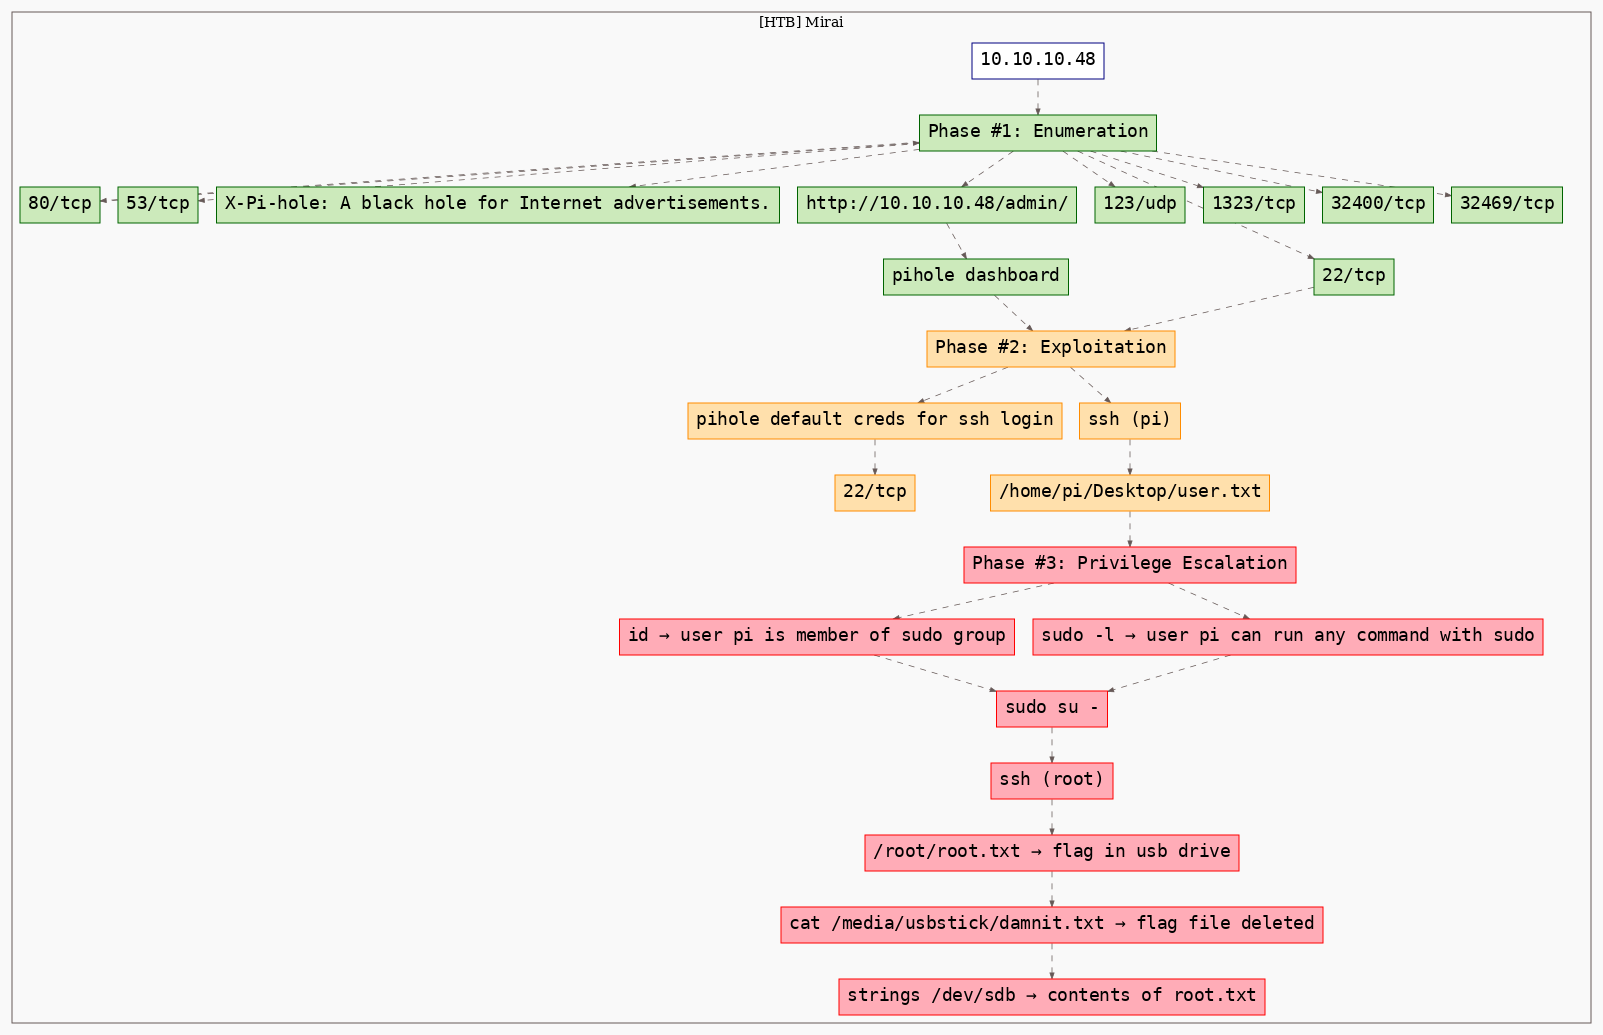 [HTB] Mirai
10.10.10.48
Phase #1: Enumeration
80/tcp
53/tcp
X-Pi-hole: A black hole for Internet advertisements.
http://10.10.10.48/admin/
123/udp
1323/tcp
32400/tcp
32469/tcp
pihole dashboard
22/tcp
Phase #2: Exploitation
pihole default creds for ssh login
ssh (pi)
22/tcp
/home/pi/Desktop/user.txt
Phase #3: Privilege Escalation
id → user pi is member of sudo group
sudo -l → user pi can run any command with sudo
sudo su -
ssh (root)
/root/root.txt → flag in usb drive
cat /media/usbstick/damnit.txt → flag file deleted
strings /dev/sdb → contents of root.txt